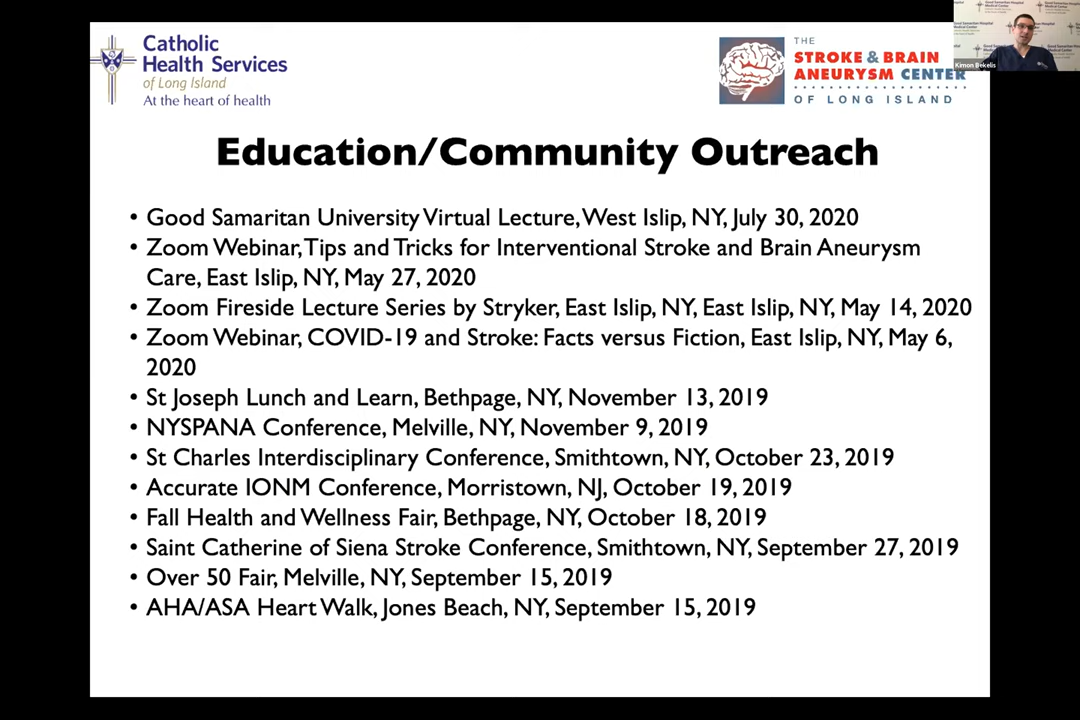 Catholic
Health Services
of Long Island
At the heart of health
THE
STROKE & BRAIN
ANEURYSM CENTER
OF LONG ISLAND
Good Samaritan Hospital
Medical Center
Kimon Bekelis
Education/Community Outreach
• Good Samaritan University Virtual Lecture, West Islip, NY, July 30, 2020
• Zoom Webinar, Tips and Tricks for Interventional Stroke and Brain Aneurysm
Care, East Islip, NY, May 27, 2020
• Zoom Fireside Lecture Series by Stryker, East Islip, NY, East Islip, NY, May 14, 2020
• Zoom Webinar, COVID-19 and Stroke: Facts versus Fiction, East Islip, NY, May 6,
2020
• St Joseph Lunch and Learn, Bethpage, NY, November 13, 2019
• NYSPANA Conference, Melville, NY, November 9, 2019
• St Charles Interdisciplinary Conference, Smithtown, NY, October 23, 2019
• Accurate IONM Conference, Morristown, NJ, October 19, 2019
• Fall Health and Wellness Fair, Bethpage, NY, October 18, 2019
• Saint Catherine of Siena Stroke Conference, Smithtown, NY, September 27, 2019
• Over 50 Fair, Melville, NY, September 15, 2019
• AHA/ASA Heart Walk, Jones Beach, NY, September 15, 2019